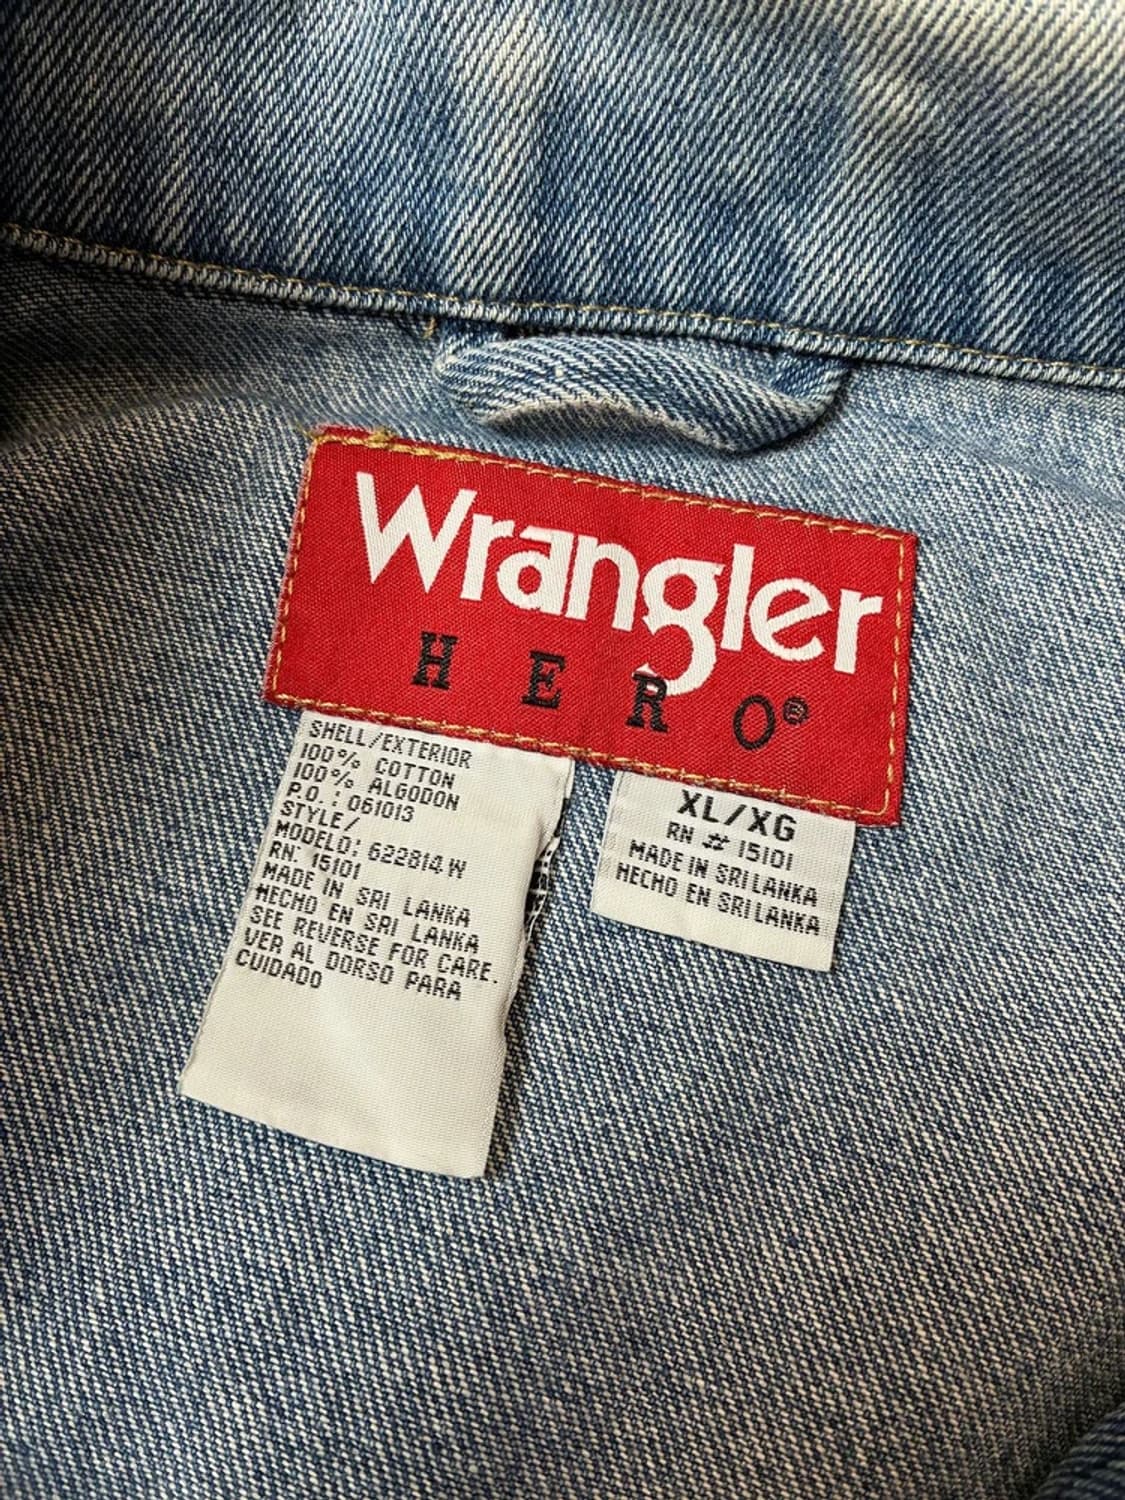 Wrangler
HERO®
SHELL/EXTERIOR
100% COTTON
100% ALGODON
P.O.: 061013
STYLE/
MODELO: 622814 W
RN: 15101
MADE IN SRI LANKA
HECHO EN SRI LANKA
SEE REVERSE FOR CARE.
VER AL DORSO PARA
CUIDADO
XL/XG
RN # 15101
MADE IN SRI LANKA
HECHO EN SRI LANKA